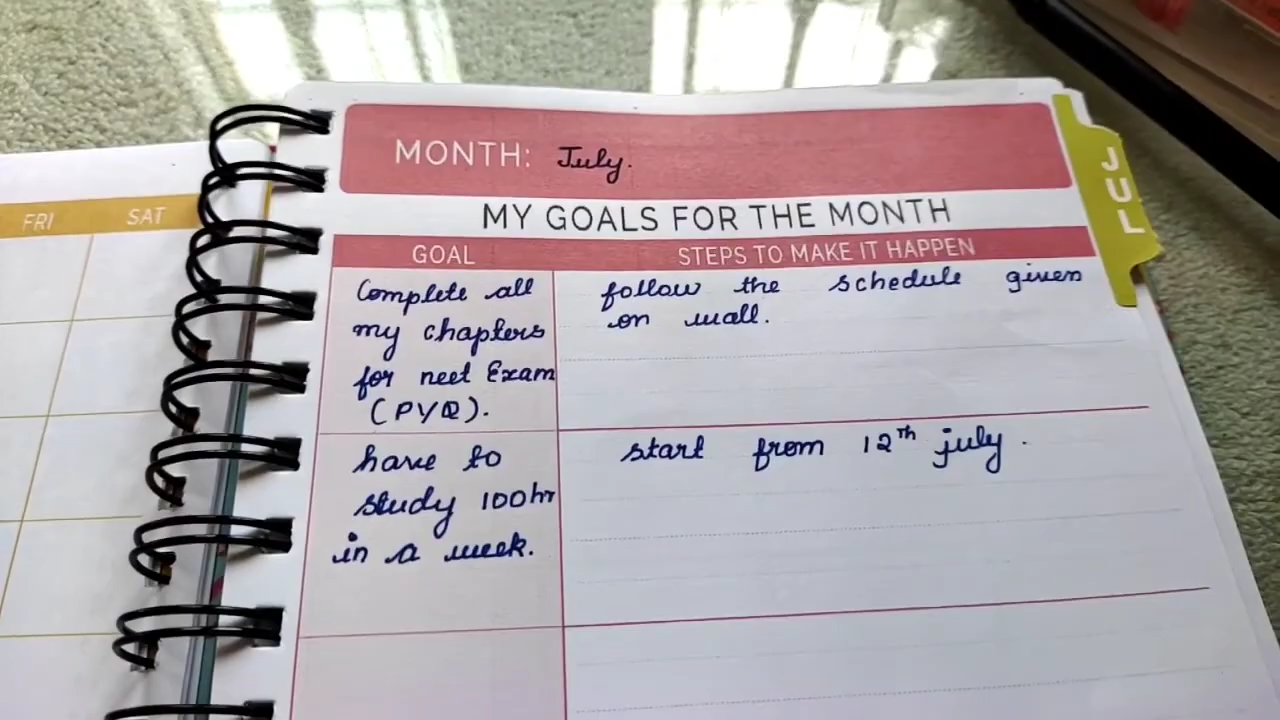 FRI SAT
MONTH: July.
JUL
MY GOALS FOR THE MONTH
GOAL
STEPS TO MAKE IT HAPPEN
Complete all
my chapters
for neet Exam
(PYQ).
follow the schedule given
on wall.
have to
study 100hr
in a week.
start from 12th july.